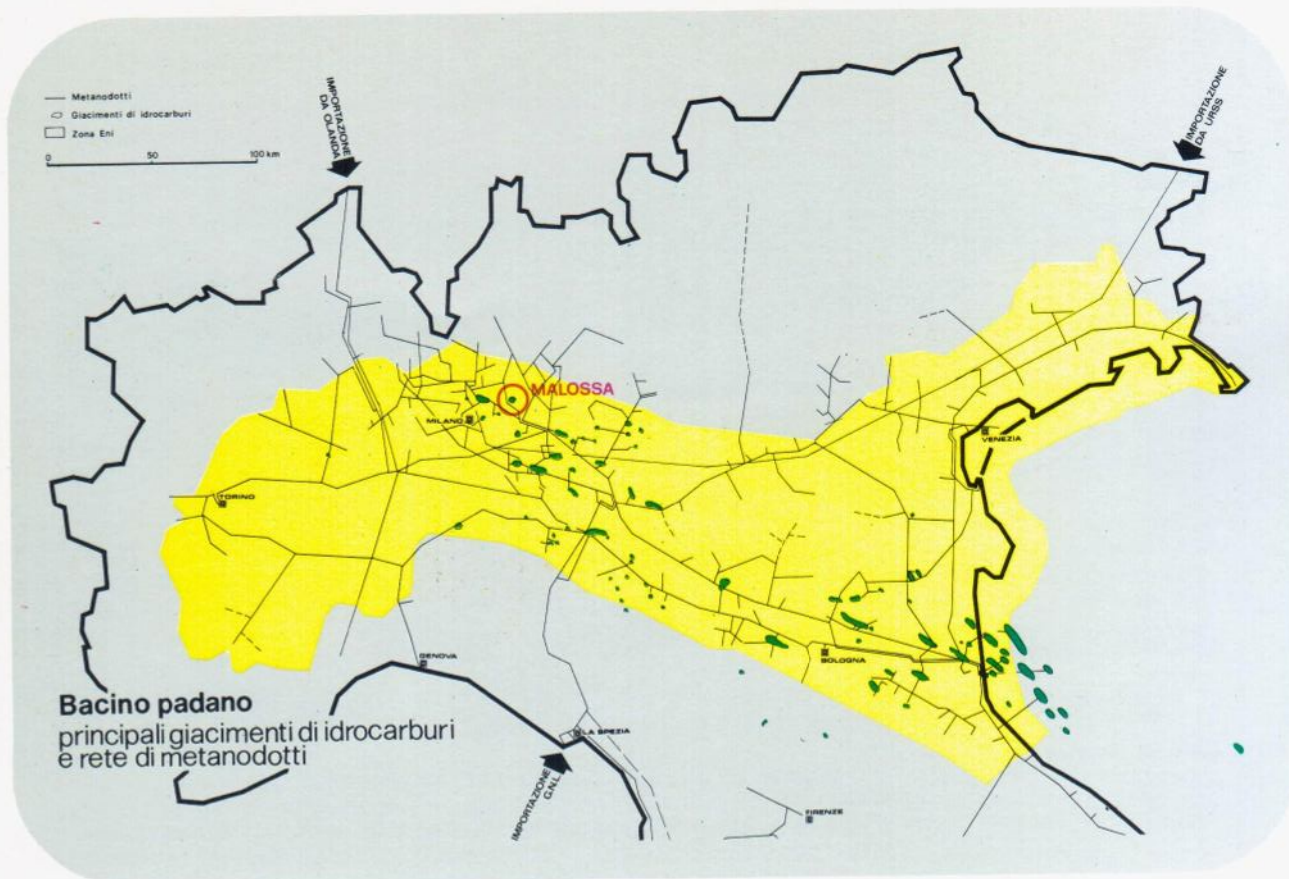 Metanodotti
Giacimenti di idrocarburi
Zona Eni
0 50 100 km
IMPORTAZIONE
DA OLANDA
IMPORTAZIONE
DA URSS
MALOSSA
MILANO
VENEZIA
TORINO
GENOVA
BOLOGNA
Bacino padano
principali giacimenti di idrocarburi
e rete di metanodotti
LA SPEZIA
IMPORTAZIONE
G.N.L.
FIRENZE